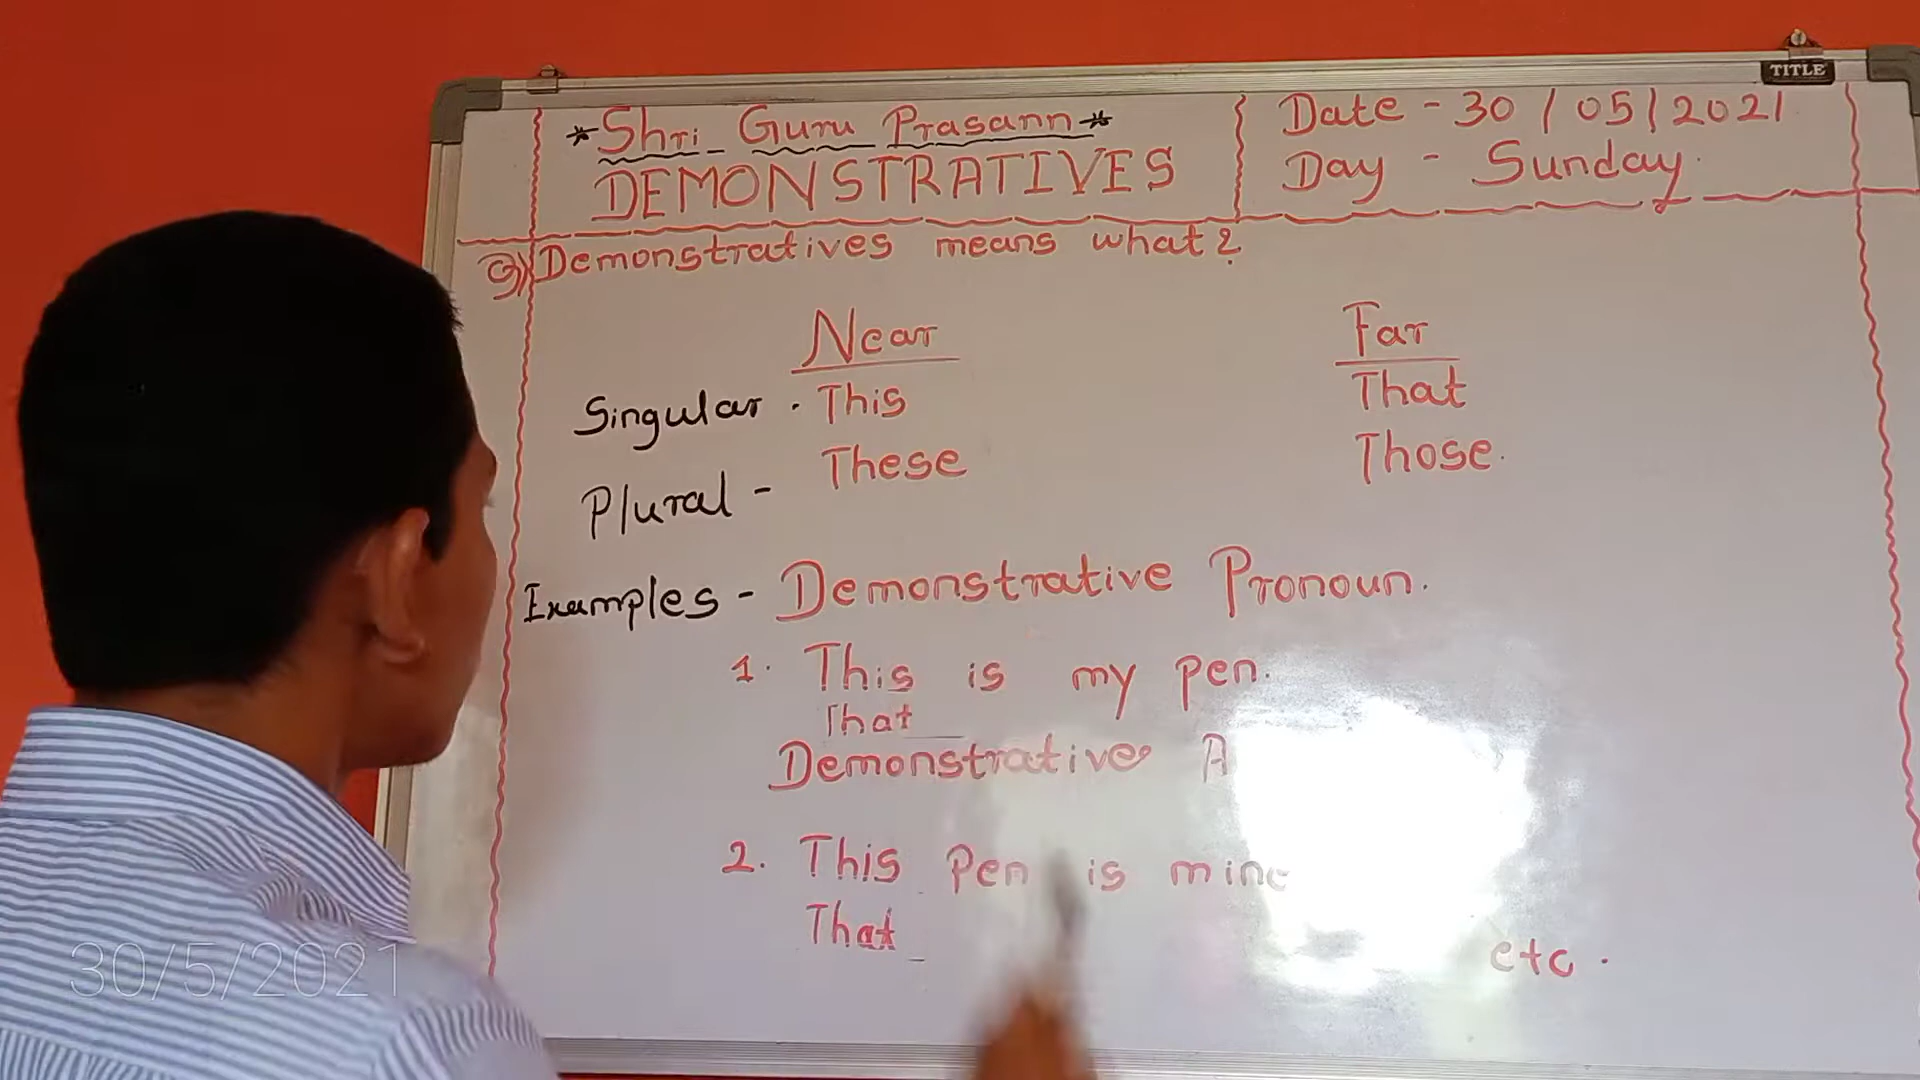 TITLE
*Shri Guru Prasann*
DEMONSTRATIVES
Date - 30/05/2021
Day - Sunday.
Q) Demonstratives means what?
Near Far
Singular. This That
Plural - These Those.
Examples - Demonstrative Pronoun.
1. This is my pen.
That
Demonstrative A
2. This Pen is mine
That
etc.
30/5/2021